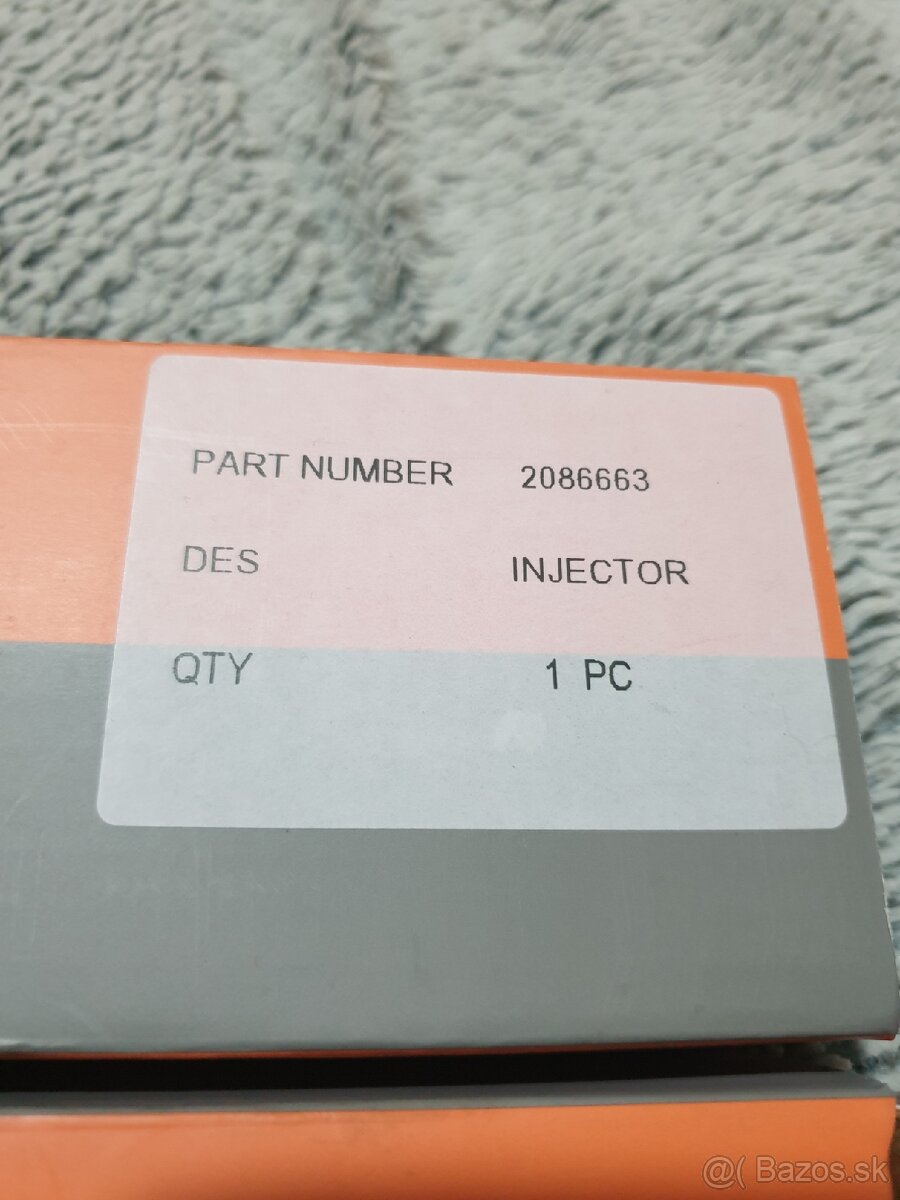 PART NUMBER 2086663
DES INJECTOR
QTY 1 PC
@( Bazos.sk